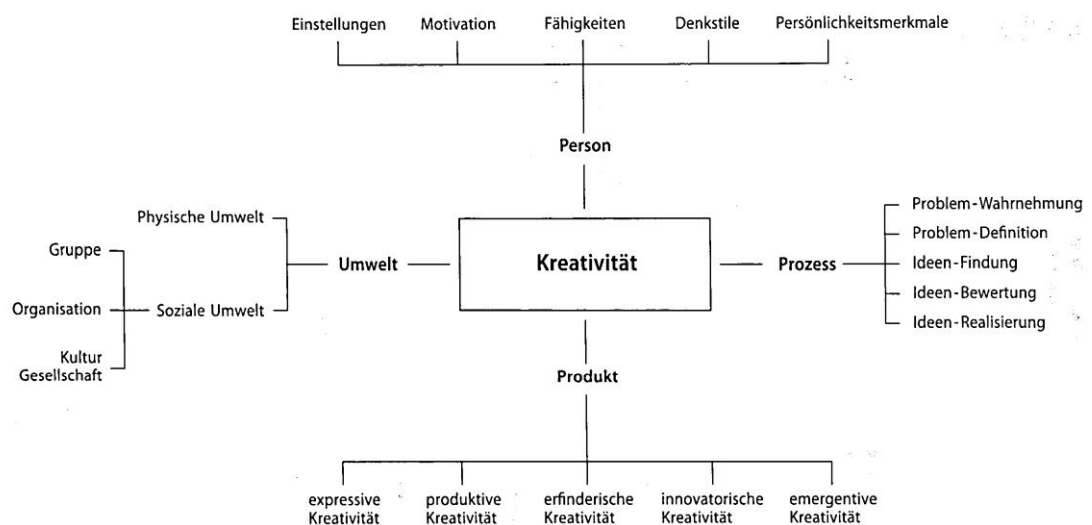 Einstellungen
Motivation
Fähigkeiten
Denkstile
Persönlichkeitsmerkmale
Person
Physische Umwelt
Gruppe
Umwelt
Organisation
Soziale Umwelt
Kultur
Gesellschaft
Kreativität
Prozess
Problem-Wahrnehmung
Problem-Definition
Ideen-Findung
Ideen-Bewertung
Ideen-Realisierung
Produkt
expressive
Kreativität
produktive
Kreativität
erfinderische
Kreativität
innovatorische
Kreativität
emergentive
Kreativität